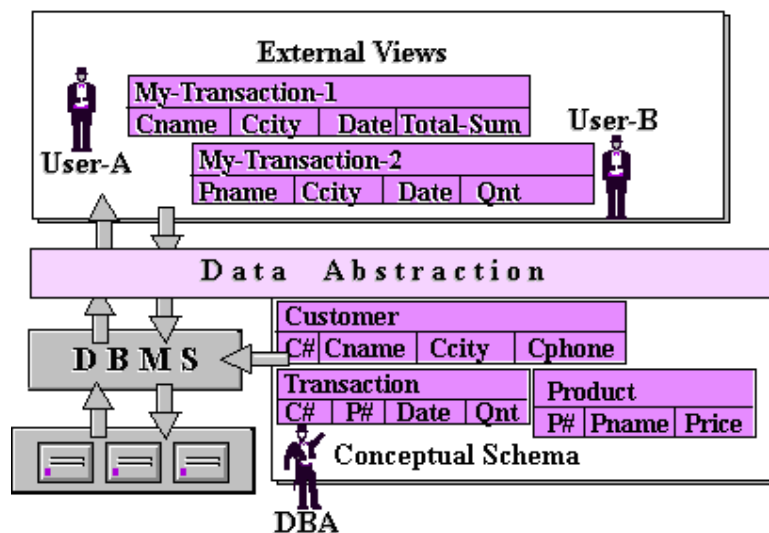 External Views
My-Transaction-1
Cname Ccity Date Total-Sum
User-A
User-B
My-Transaction-2
Pname Ccity Date Qnt
Data Abstraction
Customer
C# Cname Ccity Cphone
DBMS
Transaction
C# P# Date Qnt
Product
P# Pname Price
Conceptual Schema
DBA